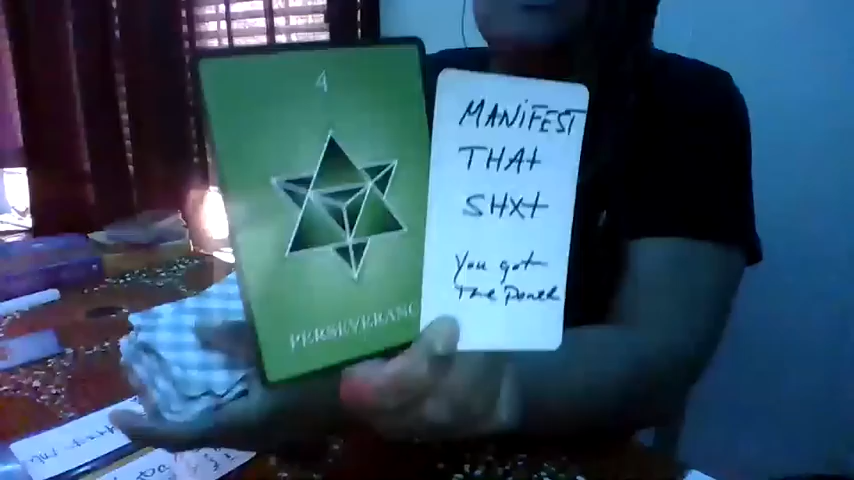 4
PERSEVERANC
MANIFEST
THAT
SHXT
You got
The Power